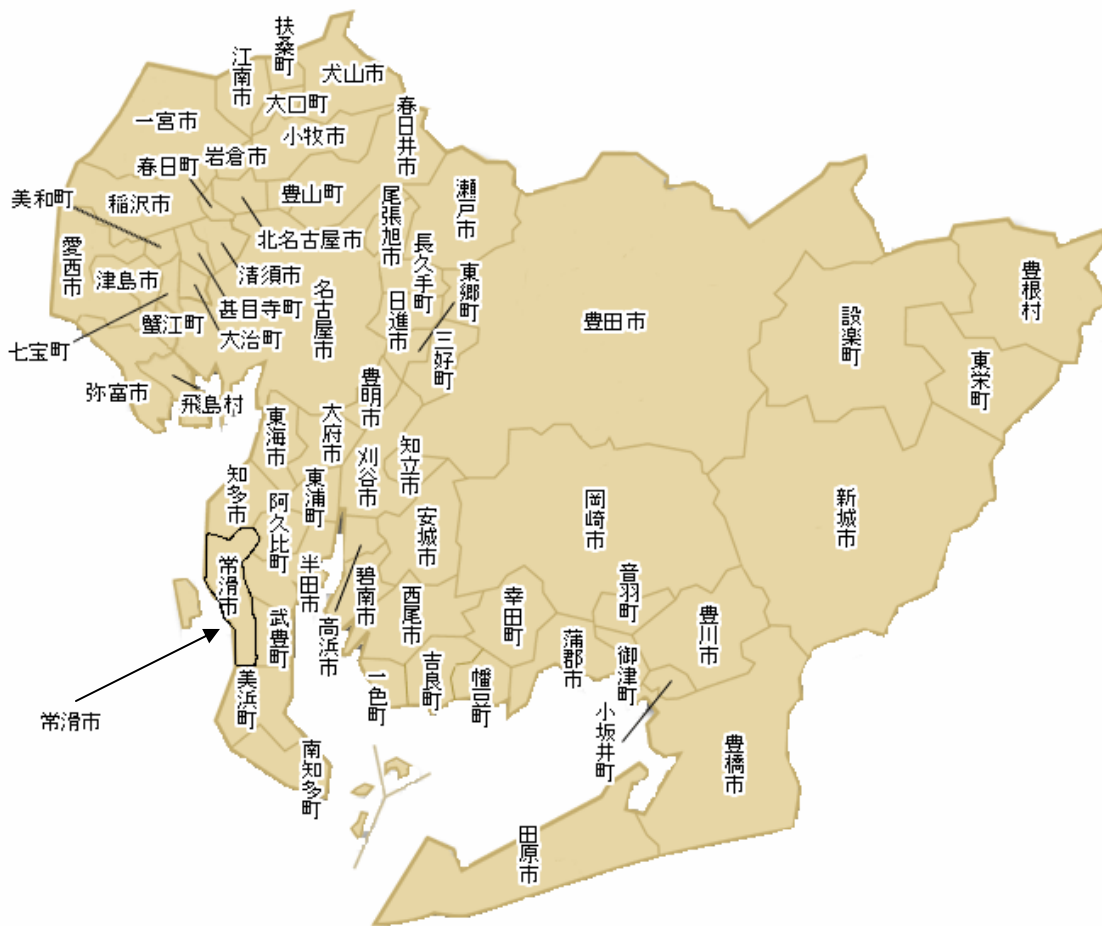 扶桑町
江南市
犬山市
大口町
一宮市
春日井市
小牧市
岩倉市
春日町
美和町
稲沢市
豊山町
尾張旭市
瀬戸市
愛西市
北名古屋市
長久手町
東郷町
津島市
清須市
甚目寺町
名古屋市
日進市
豊田市
設楽町
豊根村
七宝町
蟹江町
大治町
三好町
東栄町
弥富市
飛島村
豊明市
東海市
大府市
刈谷市
知立市
知多市
阿久比町
東浦町
安城市
岡崎市
新城市
常滑市
半田市
碧南市
西尾市
幸田町
音羽町
豊川市
武豊町
高浜市
蒲郡市
御津町
美浜町
一色町
吉良町
幡豆町
常滑市
小坂井町
豊橋市
南知多町
田原市